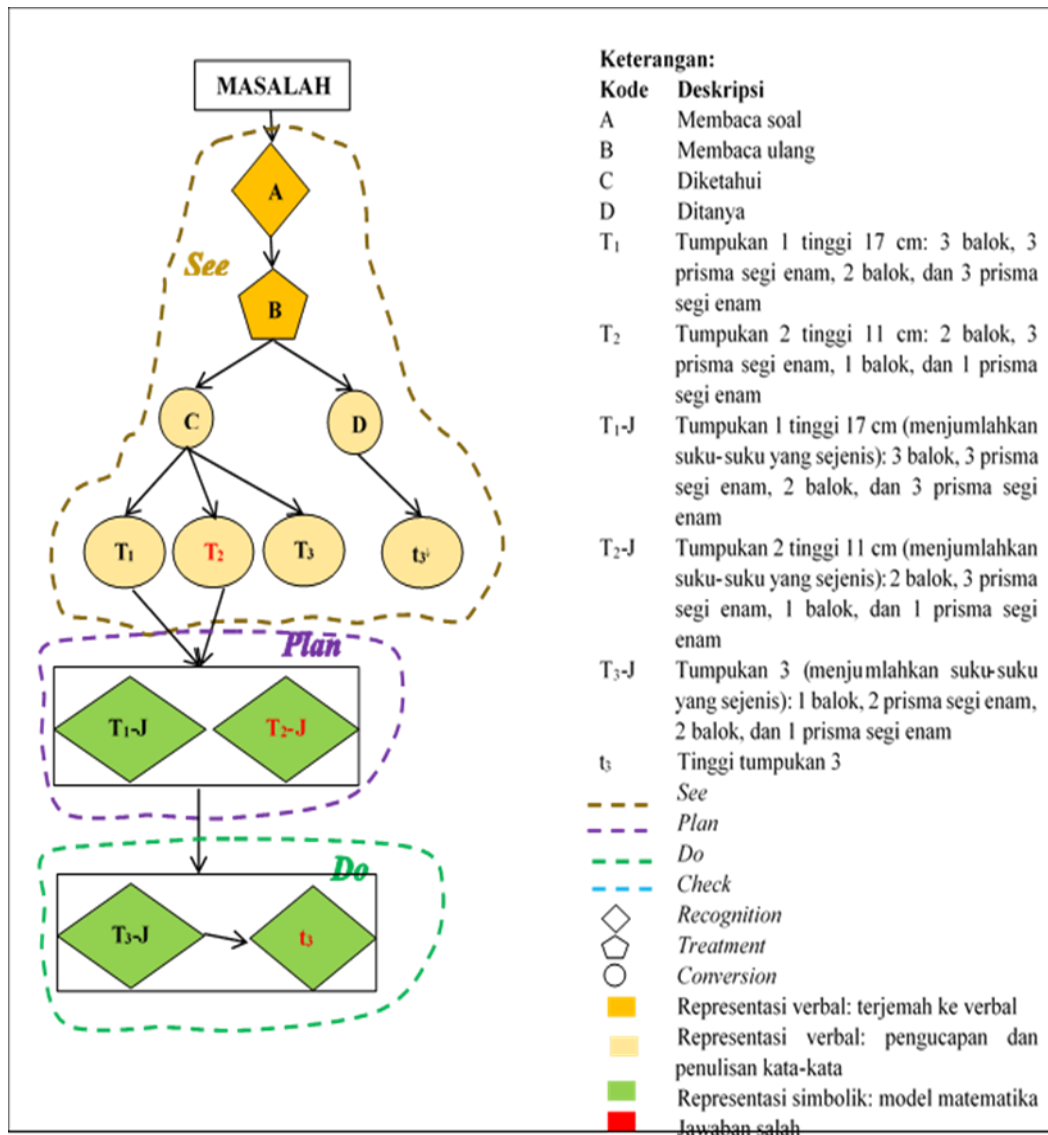 MASALAH
A
See
B
C
D
T₁
T₂
T₃
t₃
Plan
T₁-J
T₂-J
Do
T₃-J
t₃
Keterangan:
Kode Deskripsi
A Membaca soal
B Membaca ulang
C Diketahui
D Ditanya
T₁ Tumpukan 1 tinggi 17 cm: 3 balok, 3
prisma segi enam, 2 balok, dan 3 prisma
segi enam
T₂ Tumpukan 2 tinggi 11 cm: 2 balok, 3
prisma segi enam, 1 balok, dan 1 prisma
segi enam
T₁-J Tumpukan 1 tinggi 17 cm (menjumlahkan
suku-suku yang sejenis): 3 balok, 3 prisma
segi enam, 2 balok, dan 3 prisma segi
enam
T₂-J Tumpukan 2 tinggi 11 cm (menjumlahkan
suku-suku yang sejenis): 2 balok, 3 prisma
segi enam, 1 balok, dan 1 prisma segi
enam
T₃-J Tumpukan 3 (menjumlahkan suku-suku
yang sejenis): 1 balok, 2 prisma segi enam,
2 balok, dan 1 prisma segi enam
t₃ Tinggi tumpukan 3
See
Plan
Do
Check
Recognition
Treatment
Conversion
Representasi verbal: terjemah ke verbal
Representasi verbal: pengucapan dan
penulisan kata-kata
Representasi simbolik: model matematika
Jawaban salah